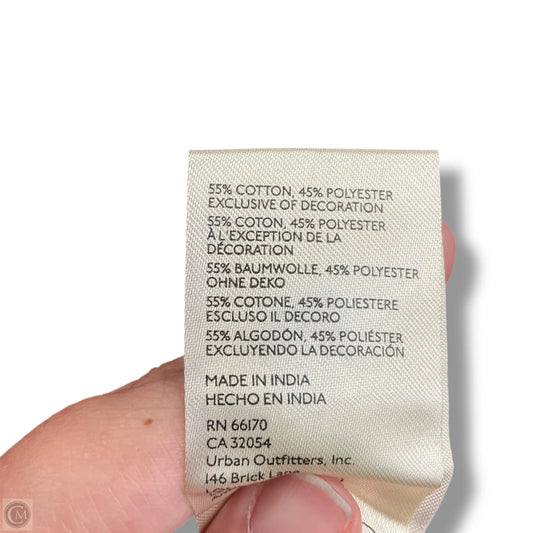 55% COTTON, 45% POLYESTER
EXCLUSIVE OF DECORATION
55% COTON, 45% POLYESTER
À L'EXCEPTION DE LA
DÉCORATION
55% BAUMWOLLE, 45% POLYESTER
OHNE DEKO
55% COTONE, 45% POLIESTERE
ESCLUSO IL DECORO
55% ALGODÓN, 45% POLIÉSTER
EXCLUYENDO LA DECORACIÓN
MADE IN INDIA
HECHO EN INDIA
RN 66170
CA 32054
Urban Outfitters, Inc.
146 Brick Lane
CM